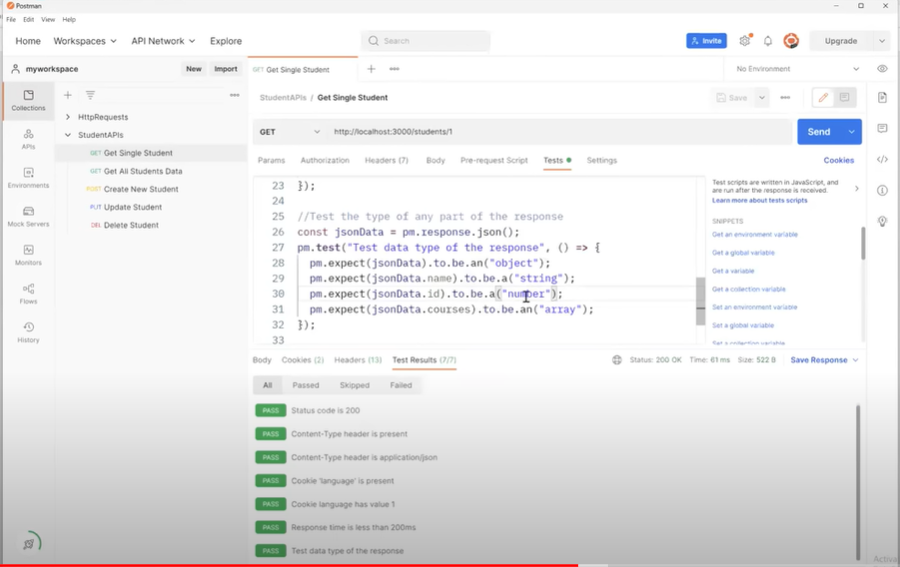 Postman
File Edit View Help
Home Workspaces API Network Explore Search Invite Upgrade
myworkspace New Import GET Get Single Student No Environment
Collections
APIs
Environments
Mock Servers
Monitors
Flows
History
HttpRequests
StudentAPIs
GET Get Single Student
GET Get All Students Data
POST Create New Student
PUT Update Student
DEL Delete Student
StudentAPIs / Get Single Student Save
GET http://localhost:3000/students/1 Send
Params Authorization Headers (7) Body Pre-request Script Tests Settings Cookies
23 });
24
25 //Test the type of any part of the response
26 const jsonData = pm.response.json();
27 pm.test("Test data type of the response", () => {
28 pm.expect(jsonData).to.be.an("object");
29 pm.expect(jsonData.name).to.be.a("string");
30 pm.expect(jsonData.id).to.be.a("number");
31 pm.expect(jsonData.courses).to.be.an("array");
32 });
33
Test scripts are written in JavaScript, and
are run after the response is received.
Learn more about tests scripts
SNIPPETS
Get an environment variable
Get a global variable
Get a variable
Get a collection variable
Set an environment variable
Set a global variable
Set a collection variable
Body Cookies (2) Headers (13) Test Results (7/7) Status: 200 OK Time: 61 ms Size: 522 B Save Response
All Passed Skipped Failed
PASS Status code is 200
PASS Content-Type header is present
PASS Content-Type header is application/json
PASS Cookie 'language' is present
PASS Cookie language has value 1
PASS Response time is less than 200ms
PASS Test data type of the response
Activa